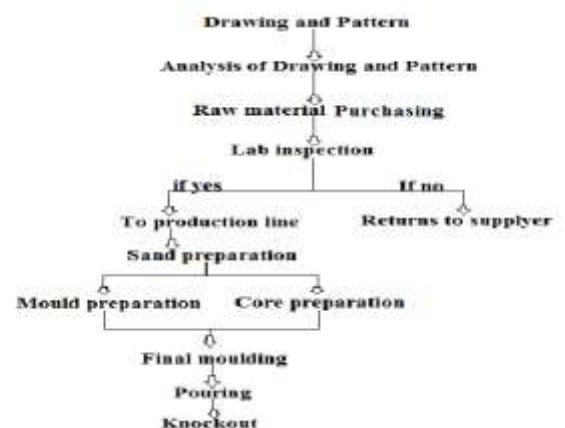 Drawing and Pattern
Analysis of Drawing and Pattern
Raw material Purchasing
Lab inspection
if yes
If no
To production line
Returns to supplyer
Sand preparation
Mould preparation
Core preparation
Final moulding
Pouring
Knockout